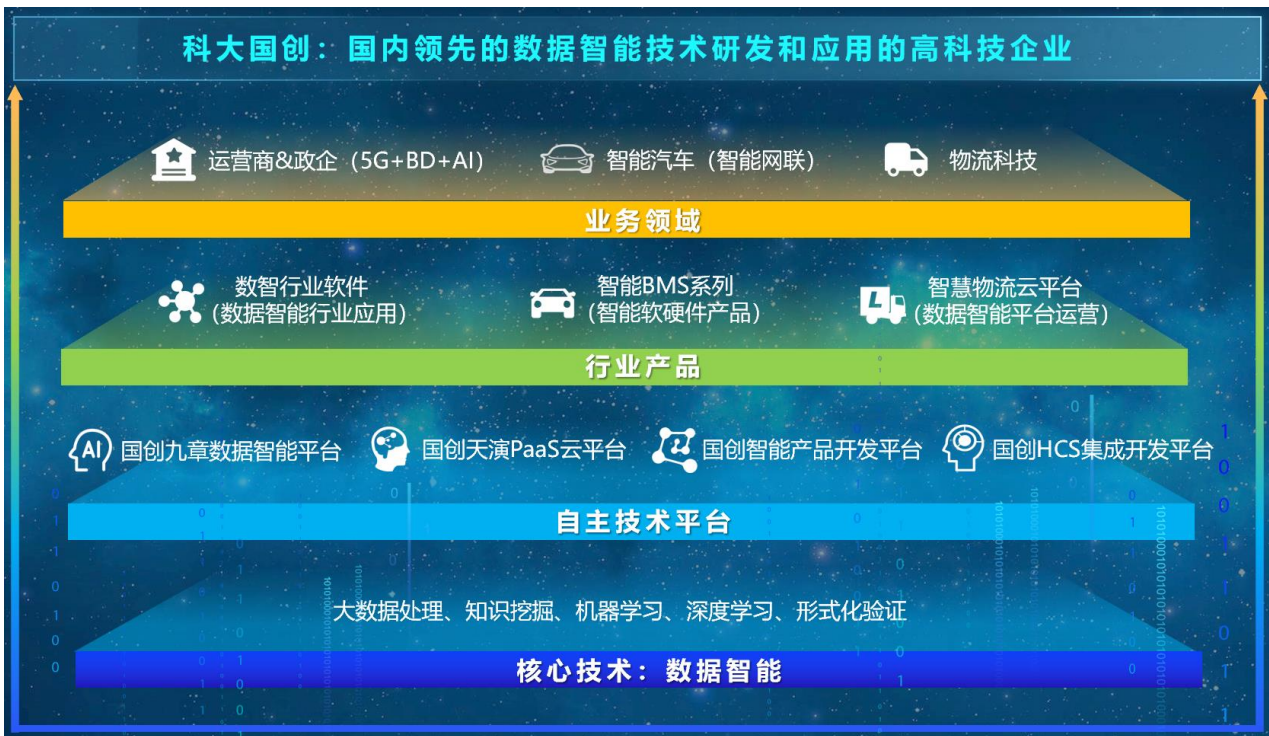 科大国创：国内领先的数据智能技术研发和应用的高科技企业
运营商&政企（5G+BD+AI） 智能汽车（智能网联） 物流科技
业务领域
数智行业软件 智能BMS系列 智慧物流云平台
(数据智能行业应用) (智能软硬件产品) (数据智能平台运营)
L
行业产品
AI 国创九章数据智能平台 国创天演PaaS云平台 国创智能产品开发平台 国创HCS集成开发平台
自主技术平台
大数据处理、知识挖掘、机器学习、深度学习、形式化验证
核心技术：数据智能